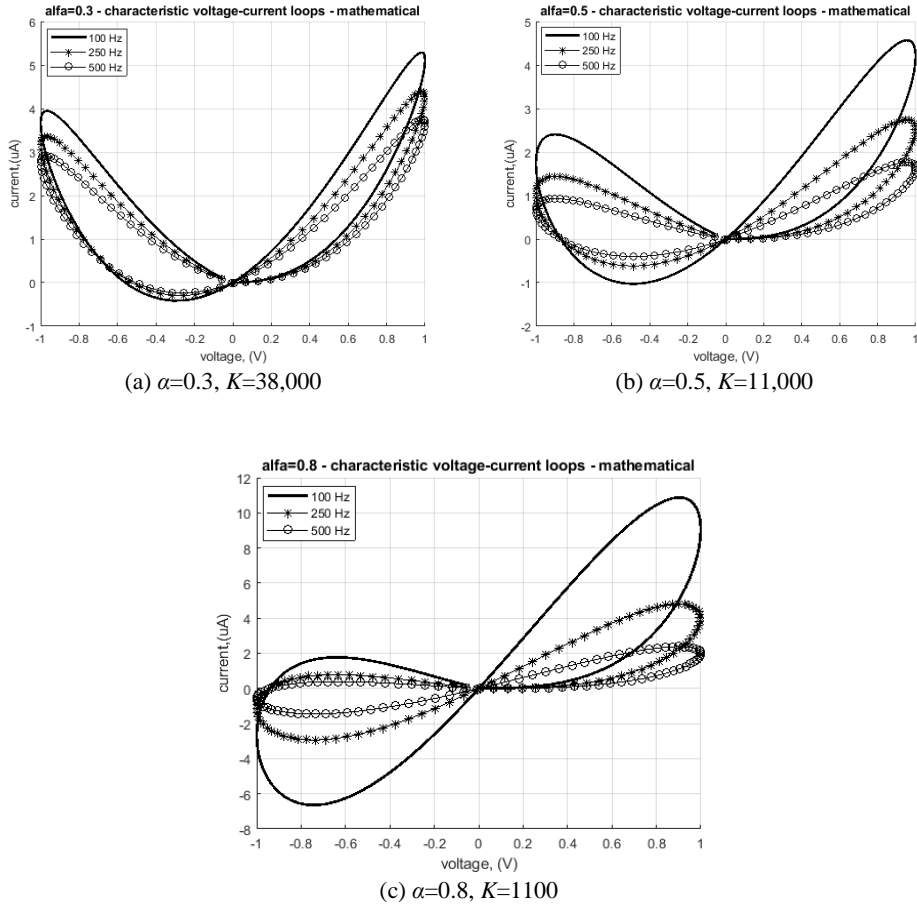 alfa=0.3 - characteristic voltage-current loops - mathematical
6
5
4
3
2
1
0
-1
current,(uA)
100 Hz
250 Hz
500 Hz
-1 -0.8 -0.6 -0.4 -0.2 0 0.2 0.4 0.6 0.8 1
voltage, (V)
(a) α=0.3, K=38,000
alfa=0.5 - characteristic voltage-current loops - mathematical
5
4
3
2
1
0
-1
-2
current,(uA)
100 Hz
250 Hz
500 Hz
-1 -0.8 -0.6 -0.4 -0.2 0 0.2 0.4 0.6 0.8 1
voltage, (V)
(b) α=0.5, K=11,000
alfa=0.8 - characteristic voltage-current loops - mathematical
12
10
8
6
4
2
0
-2
-4
-6
-8
current,(uA)
100 Hz
250 Hz
500 Hz
-1 -0.8 -0.6 -0.4 -0.2 0 0.2 0.4 0.6 0.8 1
voltage, (V)
(c) α=0.8, K=1100